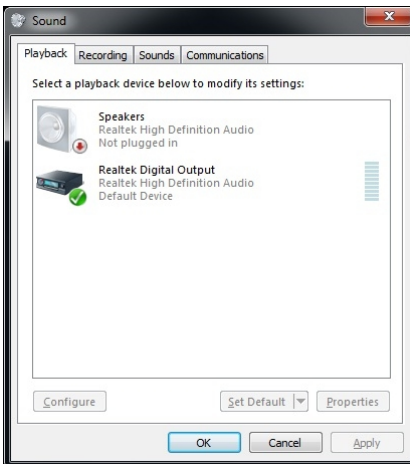 Sound
Playback Recording Sounds Communications
Select a playback device below to modify its settings:
Speakers
Realtek High Definition Audio
Not plugged in
Realtek Digital Output
Realtek High Definition Audio
Default Device
Configure Set Default Properties
OK Cancel Apply